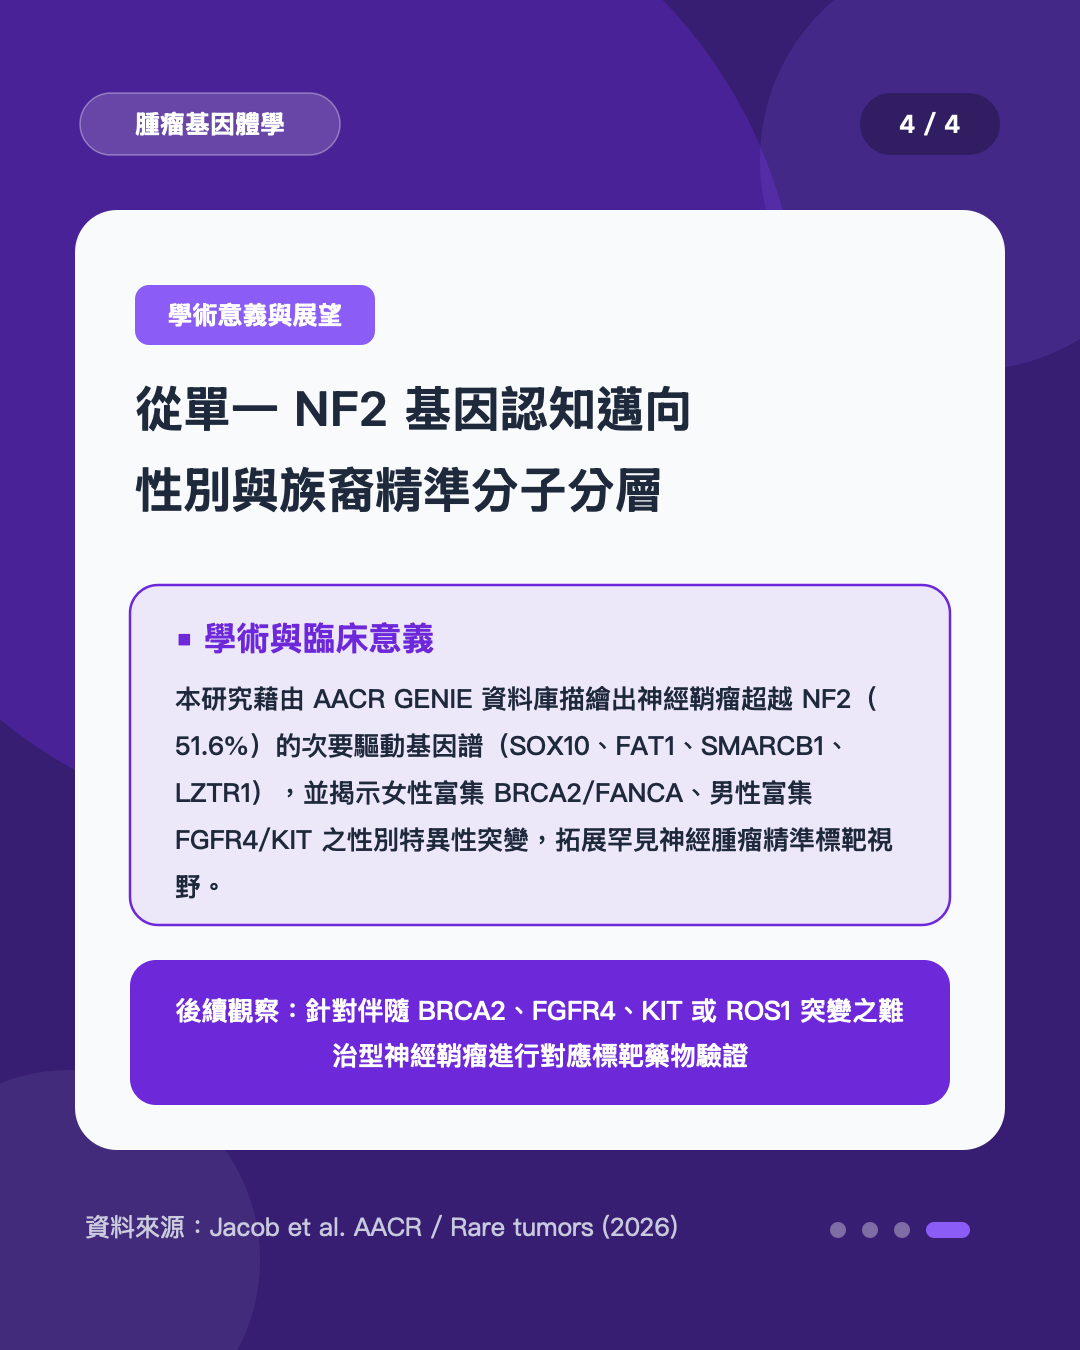 腫瘤基因體學
4 / 4
學術意義與展望
從單一 NF2 基因認知邁向
性別與族裔精準分子分層
▪ 學術與臨床意義
本研究藉由 AACR GENIE 資料庫描繪出神經鞘瘤超越 NF2（
51.6%）的次要驅動基因譜（SOX10、FAT1、SMARCB1、
LZTR1），並揭示女性富集 BRCA2/FANCA、男性富集
FGFR4/KIT 之性別特異性突變，拓展罕見神經腫瘤精準標靶視
野。
後續觀察：針對伴隨 BRCA2、FGFR4、KIT 或 ROS1 突變之難
治型神經鞘瘤進行對應標靶藥物驗證
資料來源：Jacob et al. AACR / Rare tumors (2026)